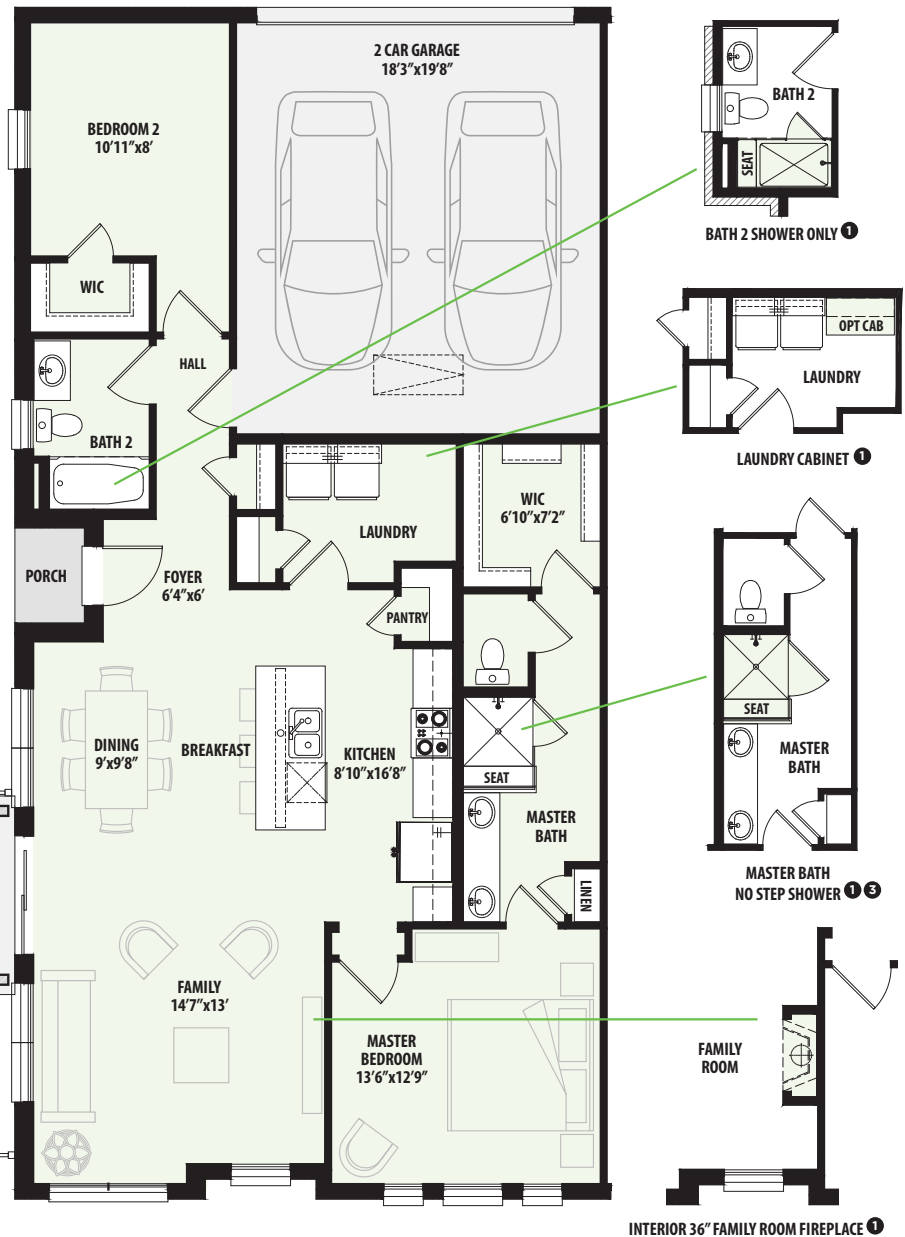 2 CAR GARAGE
18'3"x19'8"
BEDROOM 2
10'11"x8'
WIC
HALL
BATH 2
LAUNDRY
WIC
6'10"x7'2"
PORCH
FOYER
6'4"x6'
PANTRY
DINING
9'x9'8"
BREAKFAST
KITCHEN
8'10"x16'8"
SEAT
MASTER
BATH
LINEN
FAMILY
14'7"x13'
MASTER
BEDROOM
13'6"x12'9"
BATH 2
SEAT
BATH 2 SHOWER ONLY 1
OPT CAB
LAUNDRY
LAUNDRY CABINET 1
SEAT
MASTER
BATH
MASTER BATH
NO STEP SHOWER 1 3
FAMILY
ROOM
INTERIOR 36" FAMILY ROOM FIREPLACE 1